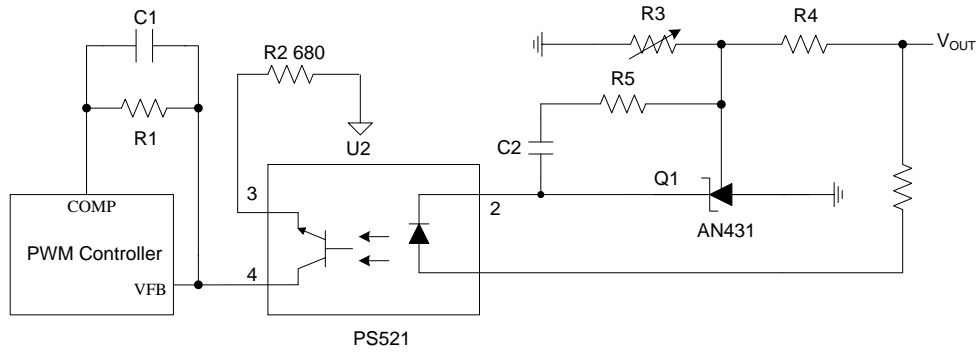 C1
R3
R4
VOUT
R2 680
R5
R1
U2
C2
Q1
3
2
COMP
AN431
PWM Controller
4
VFB
PS521